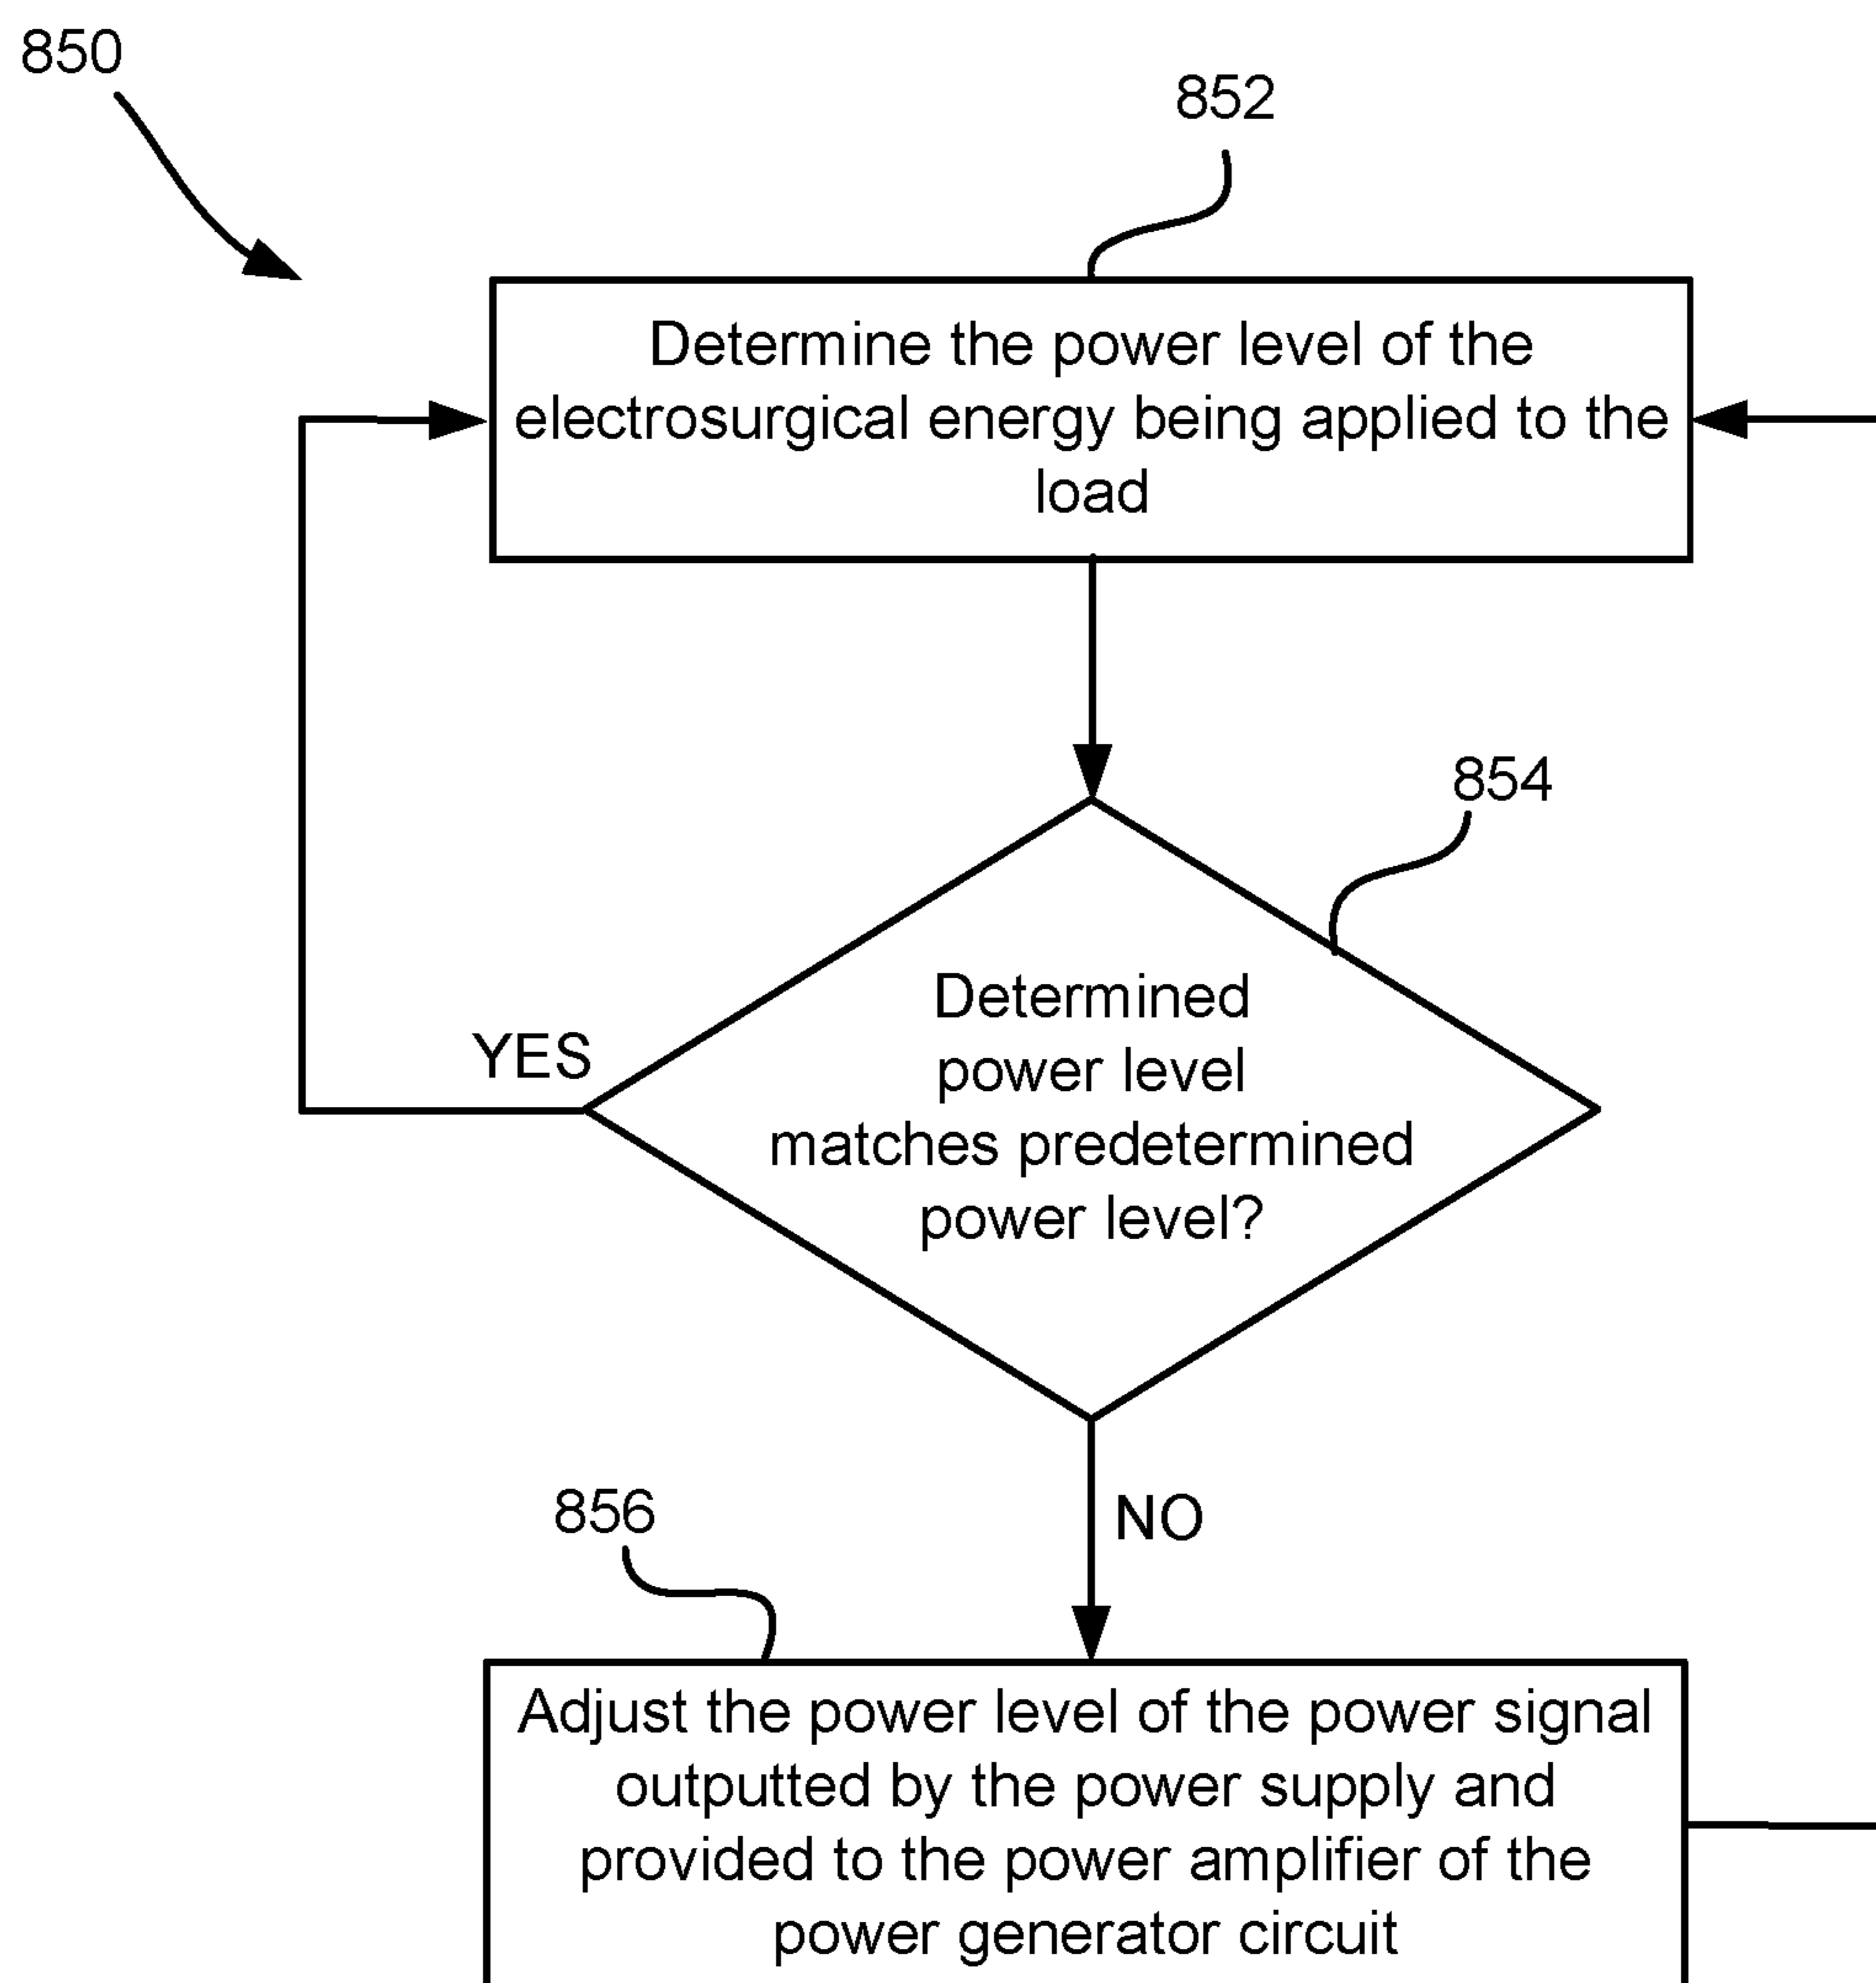 850
852
Determine the power level of the
electrosurgical energy being applied to the
load
854
Determined
power level
matches predetermined
power level?
YES
NO
856
Adjust the power level of the power signal
outputted by the power supply and
provided to the power amplifier of the
power generator circuit